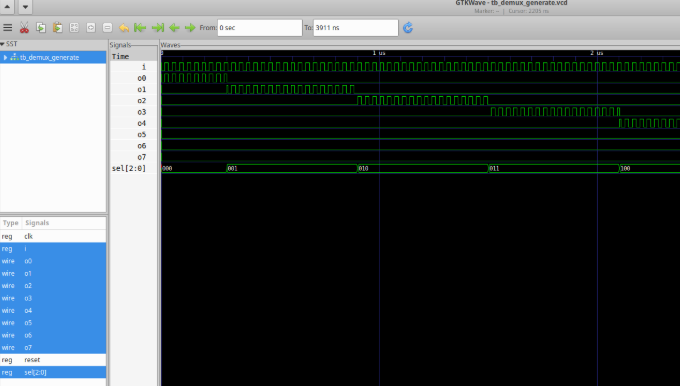 GTKWave - tb_demux_generate.vcd
Marker: -- | Cursor: 2295 ns
From: 0 sec To: 3911 ns
SST
tb_demux_generate
Signals
Waves
Time
1 us
2 us
i
o0
o1
o2
o3
o4
o5
o6
o7
sel[2:0]
000 001 010 011 100
Type Signals
reg clk
reg i
wire o0
wire o1
wire o2
wire o3
wire o4
wire o5
wire o6
wire o7
reg reset
reg sel[2:0]